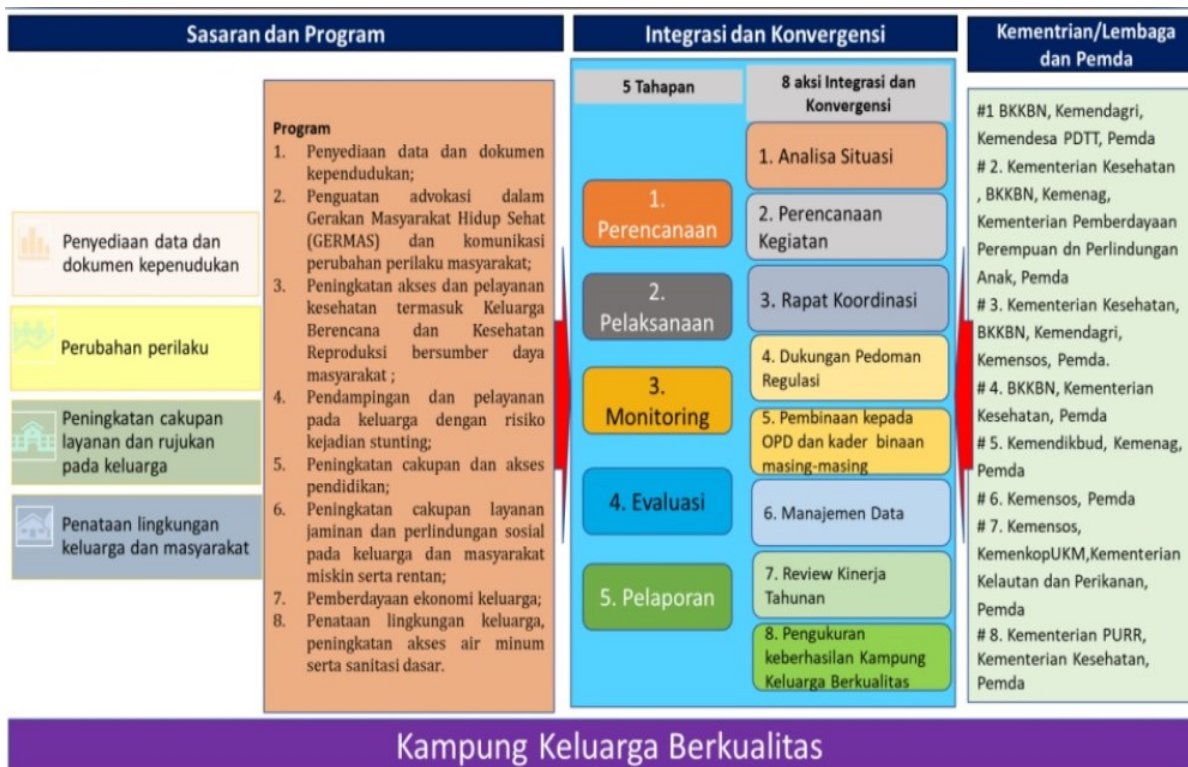 Sasaran dan Program
Penyediaan data dan
dokumen kepenudukan
Perubahan perilaku
Peningkatan cakupan
layanan dan rujukan
pada keluarga
Penataan lingkungan
keluarga dan masyarakat
Program
1. Penyediaan data dan dokumen
kependudukan;
2. Penguatan advokasi dalam
Gerakan Masyarakat Hidup Sehat
(GERMAS) dan komunikasi
perubahan perilaku masyarakat;
3. Peningkatan akses dan pelayanan
kesehatan termasuk Keluarga
Berencana dan Kesehatan
Reproduksi bersumber daya
masyarakat ;
4. Pendampingan dan pelayanan
pada keluarga dengan risiko
kejadian stunting;
5. Peningkatan cakupan dan akses
pendidikan;
6. Peningkatan cakupan layanan
jaminan dan perlindungan sosial
pada keluarga dan masyarakat
miskin serta rentan;
7. Pemberdayaan ekonomi keluarga;
8. Penataan lingkungan keluarga,
peningkatan akses air minum
serta sanitasi dasar.
Integrasi dan Konvergensi
5 Tahapan
1.
Perencanaan
2.
Pelaksanaan
3.
Monitoring
4. Evaluasi
5. Pelaporan
8 aksi Integrasi dan
Konvergensi
1. Analisa Situasi
2. Perencanaan
Kegiatan
3. Rapat Koordinasi
4. Dukungan Pedoman
Regulasi
5. Pembinaan kepada
OPD dan kader binaan
masing-masing
6. Manajemen Data
7. Review Kinerja
Tahunan
8. Pengukuran
keberhasilan Kampung
Keluarga Berkualitas
Kementrian/Lembaga
dan Pemda
#1 BKKBN, Kemendagri,
Kemendesa PDTT, Pemda
# 2. Kementerian Kesehatan
, BKKBN, Kemenag,
Kementerian Pemberdayaan
Perempuan dn Perlindungan
Anak, Pemda
# 3. Kementerian Kesehatan,
BKKBN, Kemendagri,
Kemensos, Pemda.
# 4. BKKBN, Kementerian
Kesehatan, Pemda
# 5. Kemendikbud, Kemenag,
Pemda
# 6. Kemensos, Pemda
# 7. Kemensos,
KemenkopUKM,Kementerian
Kelautan dan Perikanan,
Pemda
# 8. Kementerian PURR,
Kementerian Kesehatan,
Pemda
Kampung Keluarga Berkualitas